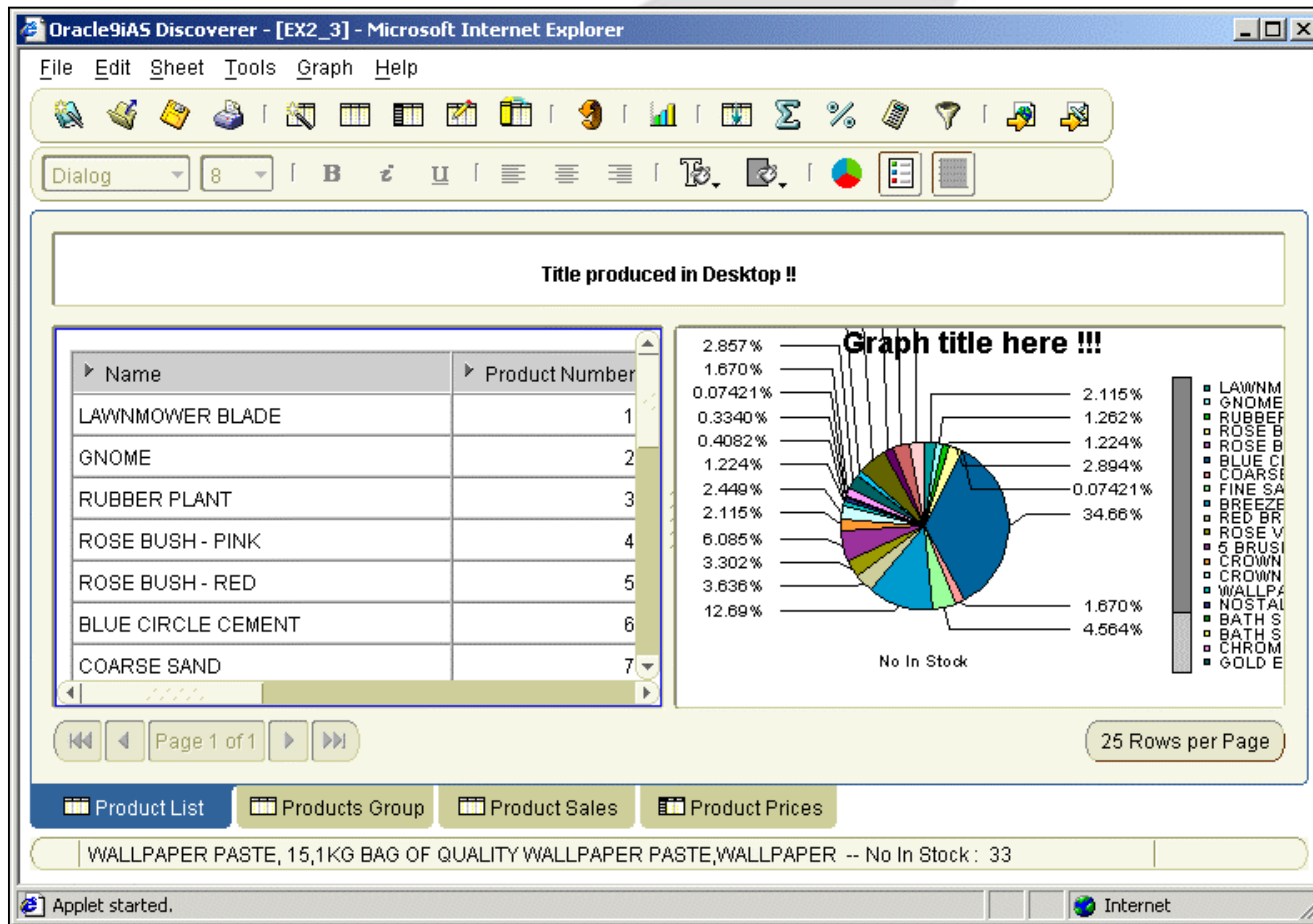 Oracle9iAS Discoverer - [EX2_3] - Microsoft Internet Explorer
File Edit Sheet Tools Graph Help
Dialog 8 B i U
Title produced in Desktop !!
Name Product Number
LAWNMOWER BLADE 1
GNOME 2
RUBBER PLANT 3
ROSE BUSH - PINK 4
ROSE BUSH - RED 5
BLUE CIRCLE CEMENT 6
COARSE SAND 7
Graph title here !!!
2.857%
1.670%
0.07421%
0.3340%
0.4082%
1.224%
2.449%
2.115%
6.085%
3.302%
3.636%
12.69%
2.115%
1.262%
1.224%
2.894%
0.07421%
34.66%
1.670%
4.564%
No In Stock
LAWNM
GNOME
RUBBER
ROSE B
ROSE B
BLUE CI
COARSE
FINE SA
BREEZE
RED BR
ROSE V
5 BRUSH
CROWN
CROWN
WALLPA
NOSTAL
BATH S
BATH S
CHROM
GOLD E
Page 1 of 1
25 Rows per Page
Product List Products Group Product Sales Product Prices
WALLPAPER PASTE, 15,1KG BAG OF QUALITY WALLPAPER PASTE,WALLPAPER -- No In Stock : 33
Applet started. Internet